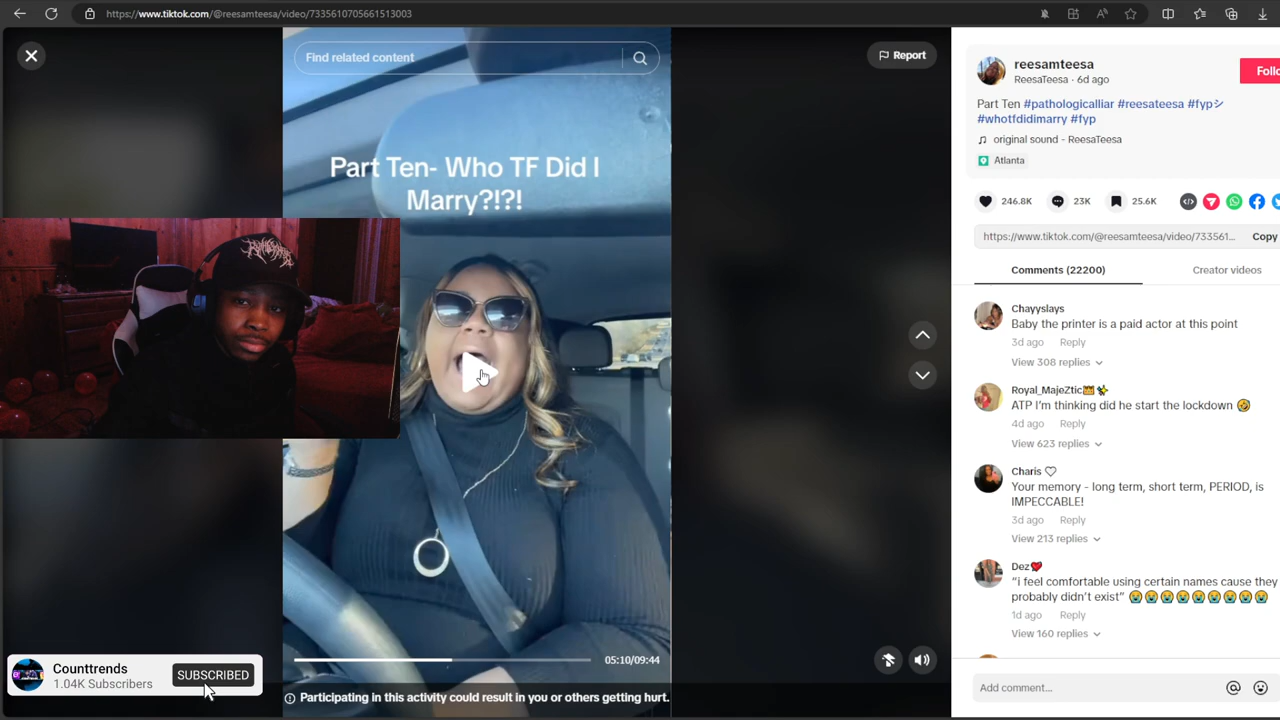 https://www.tiktok.com/@reesamteesa/video/7335610705661513003
Find related content
Report
Part Ten- Who TF Did I
Marry?!?!
05:10/09:44
Participating in this activity could result in you or others getting hurt.
Counttrends
1.04K Subscribers
SUBSCRIBED
reesamteesa
ReesaTeesa · 6d ago
Follo
Part Ten #pathologicalliar #reesateesa #fypシ
#whotfdidimarry #fyp
original sound - ReesaTeesa
Atlanta
246.8K
23K
25.6K
https://www.tiktok.com/@reesamteesa/video/733561...
Copy
Comments (22200)
Creator videos
Chayyslays
Baby the printer is a paid actor at this point
3d ago Reply
View 308 replies
Royal_MajeZtic
ATP I'm thinking did he start the lockdown 🤣
4d ago Reply
View 623 replies
Charis
Your memory - long term, short term, PERIOD, is
IMPECCABLE!
3d ago Reply
View 213 replies
Dez
"i feel comfortable using certain names cause they
probably didn't exist" 😭😭😭😭😭😭😭😭😭
1d ago Reply
View 160 replies
Add comment...